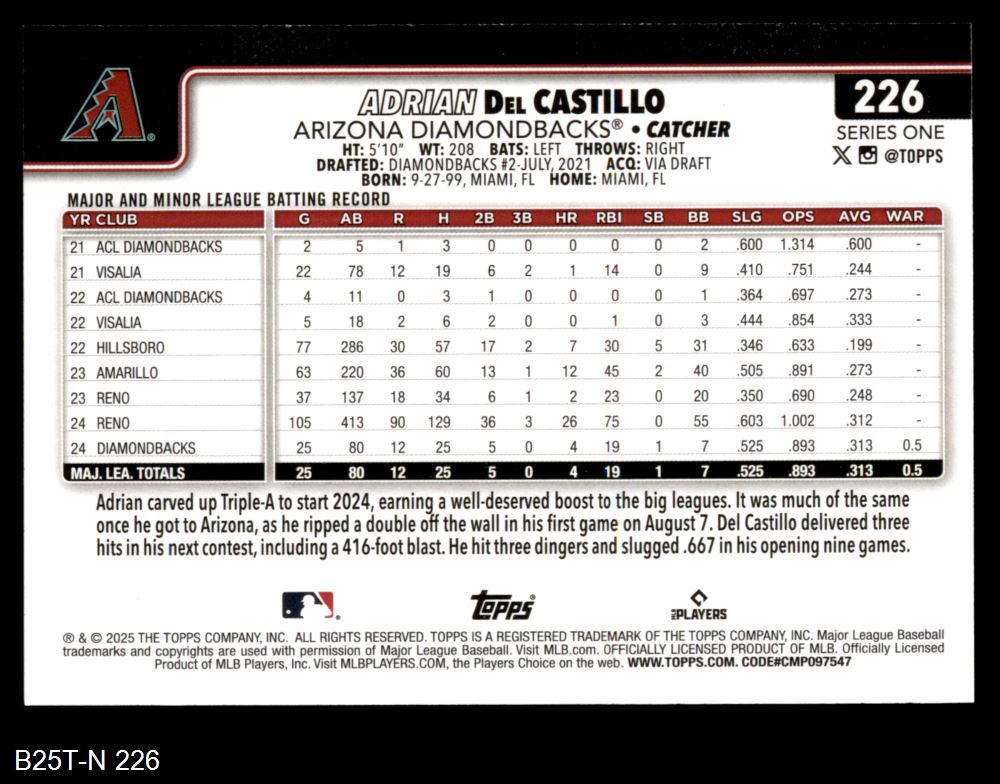 ADRIAN DEL CASTILLO
226
ARIZONA DIAMONDBACKS® • CATCHER
SERIES ONE
HT: 5'10" WT: 208 BATS: LEFT THROWS: RIGHT
@TOPPS
DRAFTED: DIAMONDBACKS #2-JULY, 2021 ACQ: VIA DRAFT
BORN: 9-27-99, MIAMI, FL HOME: MIAMI, FL
MAJOR AND MINOR LEAGUE BATTING RECORD
YR CLUB G AB R H 2B 3B HR RBI SB BB SLG OPS AVG WAR
21 ACL DIAMONDBACKS 2 5 1 3 0 0 0 0 0 2 .600 1.314 .600 -
21 VISALIA 22 78 12 19 6 2 1 14 0 9 .410 .751 .244 -
22 ACL DIAMONDBACKS 4 11 0 3 1 0 0 0 0 1 .364 .697 .273 -
22 VISALIA 5 18 2 6 2 0 0 1 0 3 .444 .854 .333 -
22 HILLSBORO 77 286 30 57 17 2 7 30 5 31 .346 .633 .199 -
23 AMARILLO 63 220 36 60 13 1 12 45 2 40 .505 .891 .273 -
23 RENO 37 137 18 34 6 1 2 23 0 20 .350 .690 .248 -
24 RENO 105 413 90 129 36 3 26 75 0 55 .603 1.002 .312 -
24 DIAMONDBACKS 25 80 12 25 5 0 4 19 1 7 .525 .893 .313 0.5
MAJ. LEA. TOTALS 25 80 12 25 5 0 4 19 1 7 .525 .893 .313 0.5
Adrian carved up Triple-A to start 2024, earning a well-deserved boost to the big leagues. It was much of the same
once he got to Arizona, as he ripped a double off the wall in his first game on August 7. Del Castillo delivered three
hits in his next contest, including a 416-foot blast. He hit three dingers and slugged .667 in his opening nine games.
topps®
MLB PLAYERS
® & © 2025 THE TOPPS COMPANY, INC. ALL RIGHTS RESERVED. TOPPS IS A REGISTERED TRADEMARK OF THE TOPPS COMPANY, INC. Major League Baseball
trademarks and copyrights are used with permission of Major League Baseball. Visit MLB.com. OFFICIALLY LICENSED PRODUCT OF MLB. Officially Licensed
Product of MLB Players, Inc. Visit MLBPLAYERS.COM, the Players Choice on the web. WWW.TOPPS.COM. CODE#CMP097547
B25T-N 226